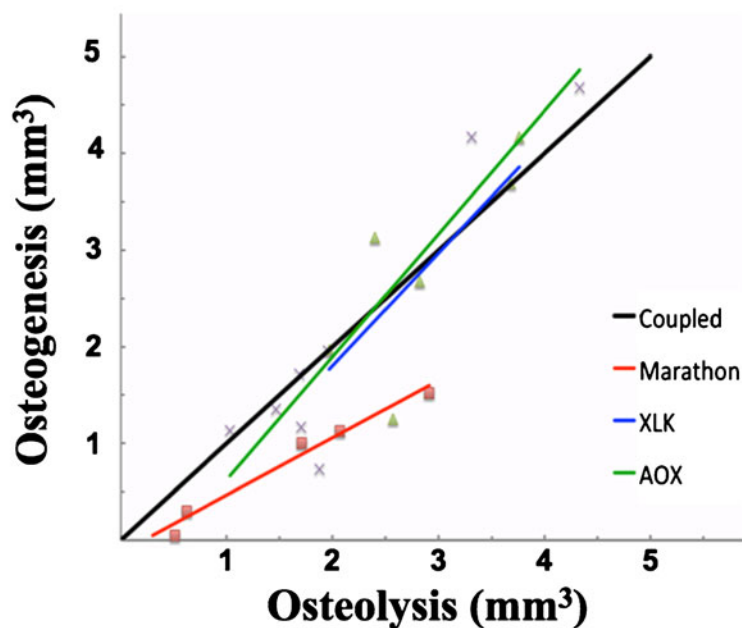 Osteogenesis (mm³)
5
4
3
2
1
Coupled
Marathon
XLK
AOX
1 2 3 4 5
Osteolysis (mm³)